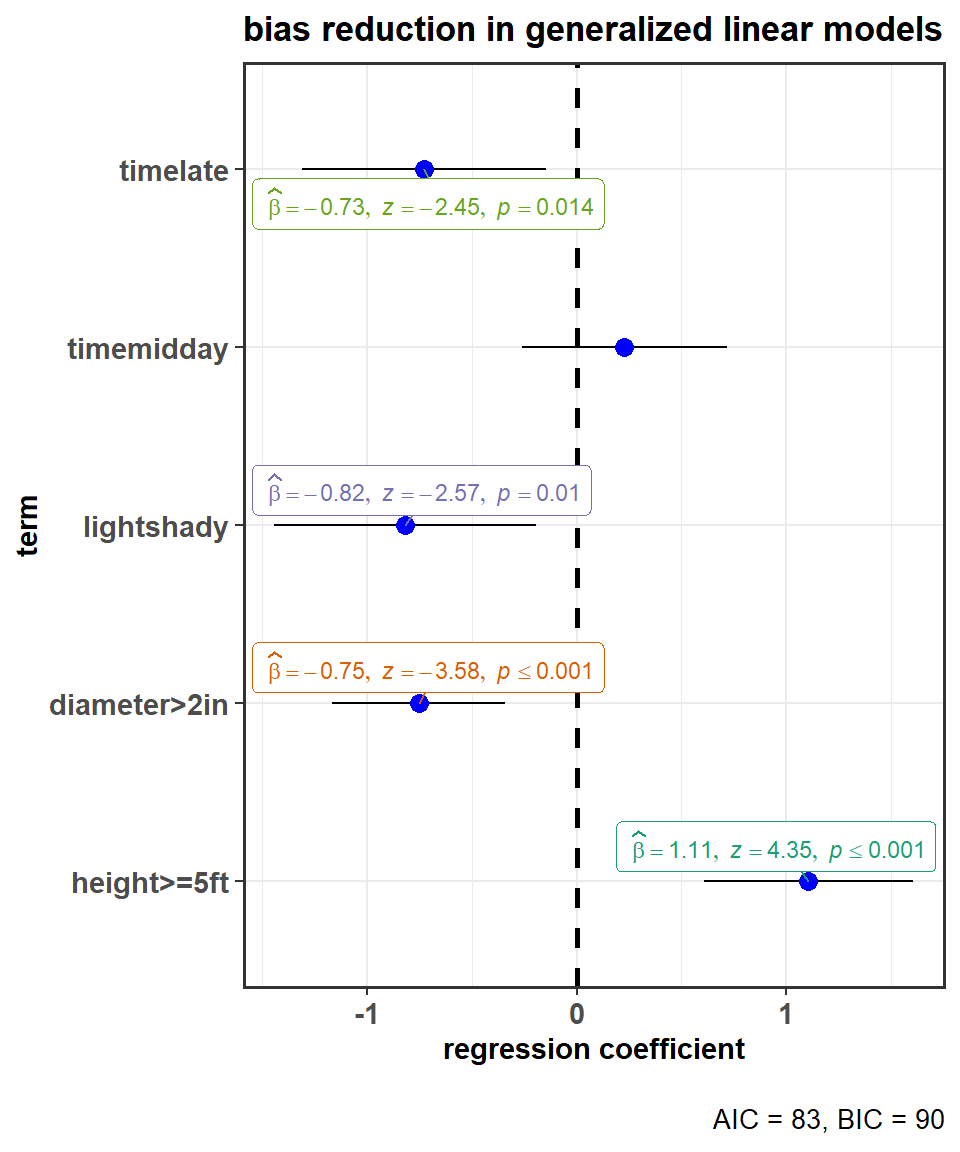 bias reduction in generalized linear models
timelate
β̂ = −0.73, z = −2.45, p = 0.014
timemidday
β̂ = −0.82, z = −2.57, p = 0.01
lightshady
term
β̂ = −0.75, z = −3.58, p ≤ 0.001
diameter>2in
β̂ = 1.11, z = 4.35, p ≤ 0.001
height>=5ft
-1 0 1
regression coefficient
AIC = 83, BIC = 90